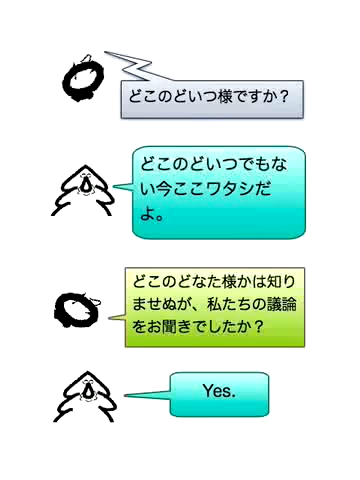 どこのどいつ様ですか？
どこのどいつでもな
い今ここワタシだ
よ。
どこのどなた様かは知り
ませぬが、私たちの議論
をお聞きでしたか？
Yes.